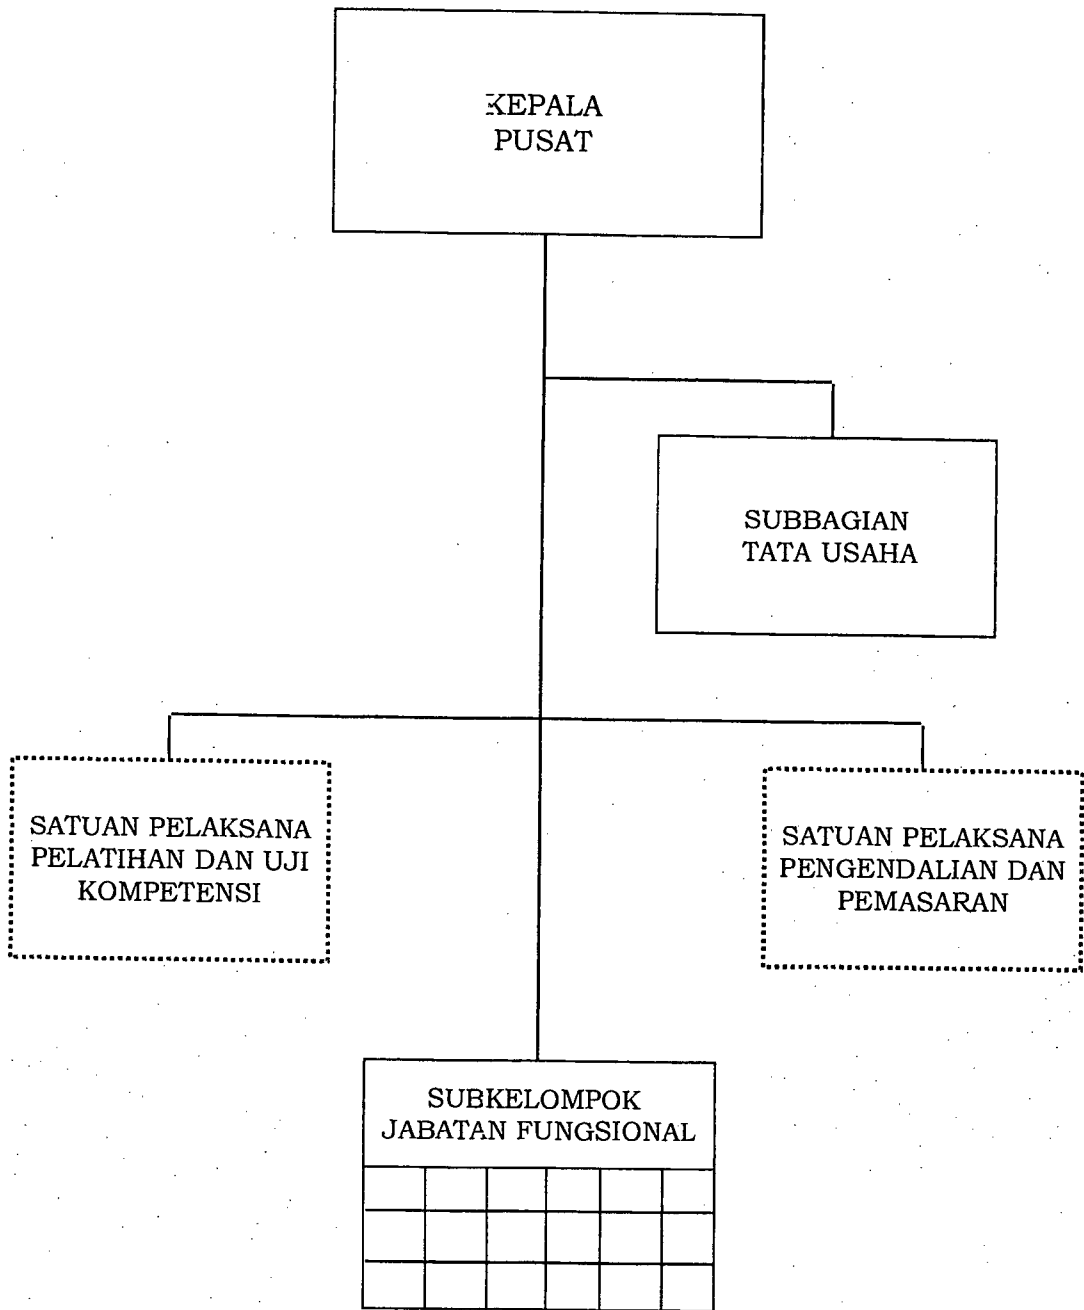 KEPALA
PUSAT
SUBBAGIAN
TATA USAHA
SATUAN PELAKSANA
PELATIHAN DAN UJI
KOMPETENSI
SATUAN PELAKSANA
PENGENDALIAN DAN
PEMASARAN
SUBKELOMPOK
JABATAN FUNGSIONAL